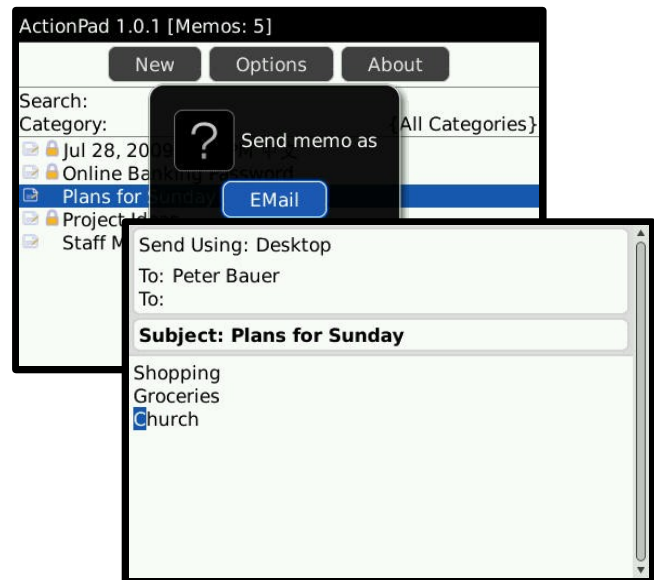 ActionPad 1.0.1 [Memos: 5]
New Options About
Search:
Category: {All Categories}
? Send memo as
Jul 28,
Online Banking Password
Plans for Sunday
EMail
Project Ideas
Staff
Send Using: Desktop
To: Peter Bauer
To:
Subject: Plans for Sunday
Shopping
Groceries
Church